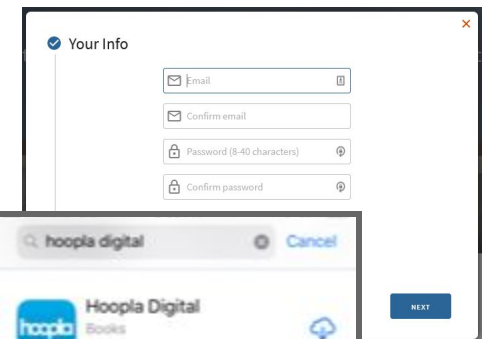 Your Info
Email
Confirm email
Password (8-40 characters)
Confirm password
NEXT
hoopla digital
Cancel
Hoopla Digital
Books
hoopla